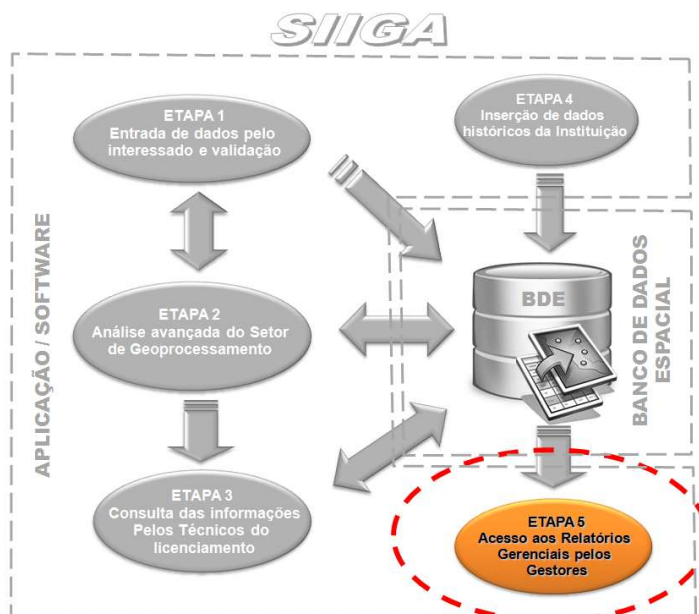 SIIGA
ETAPA 1
Entrada de dados pelo
interessado e validação
ETAPA 4
Inserção de dados
históricos da Instituição
APLICAÇÃO / SOFTWARE
ETAPA 2
Análise avançada do Setor
de Geoprocessamento
BDE
BANCO DE DADOS
ESPACIAL
ETAPA 3
Consulta das informações
Pelos Técnicos do
licenciamento
ETAPA 5
Acesso aos Relatórios
Gerenciais pelos
Gestores